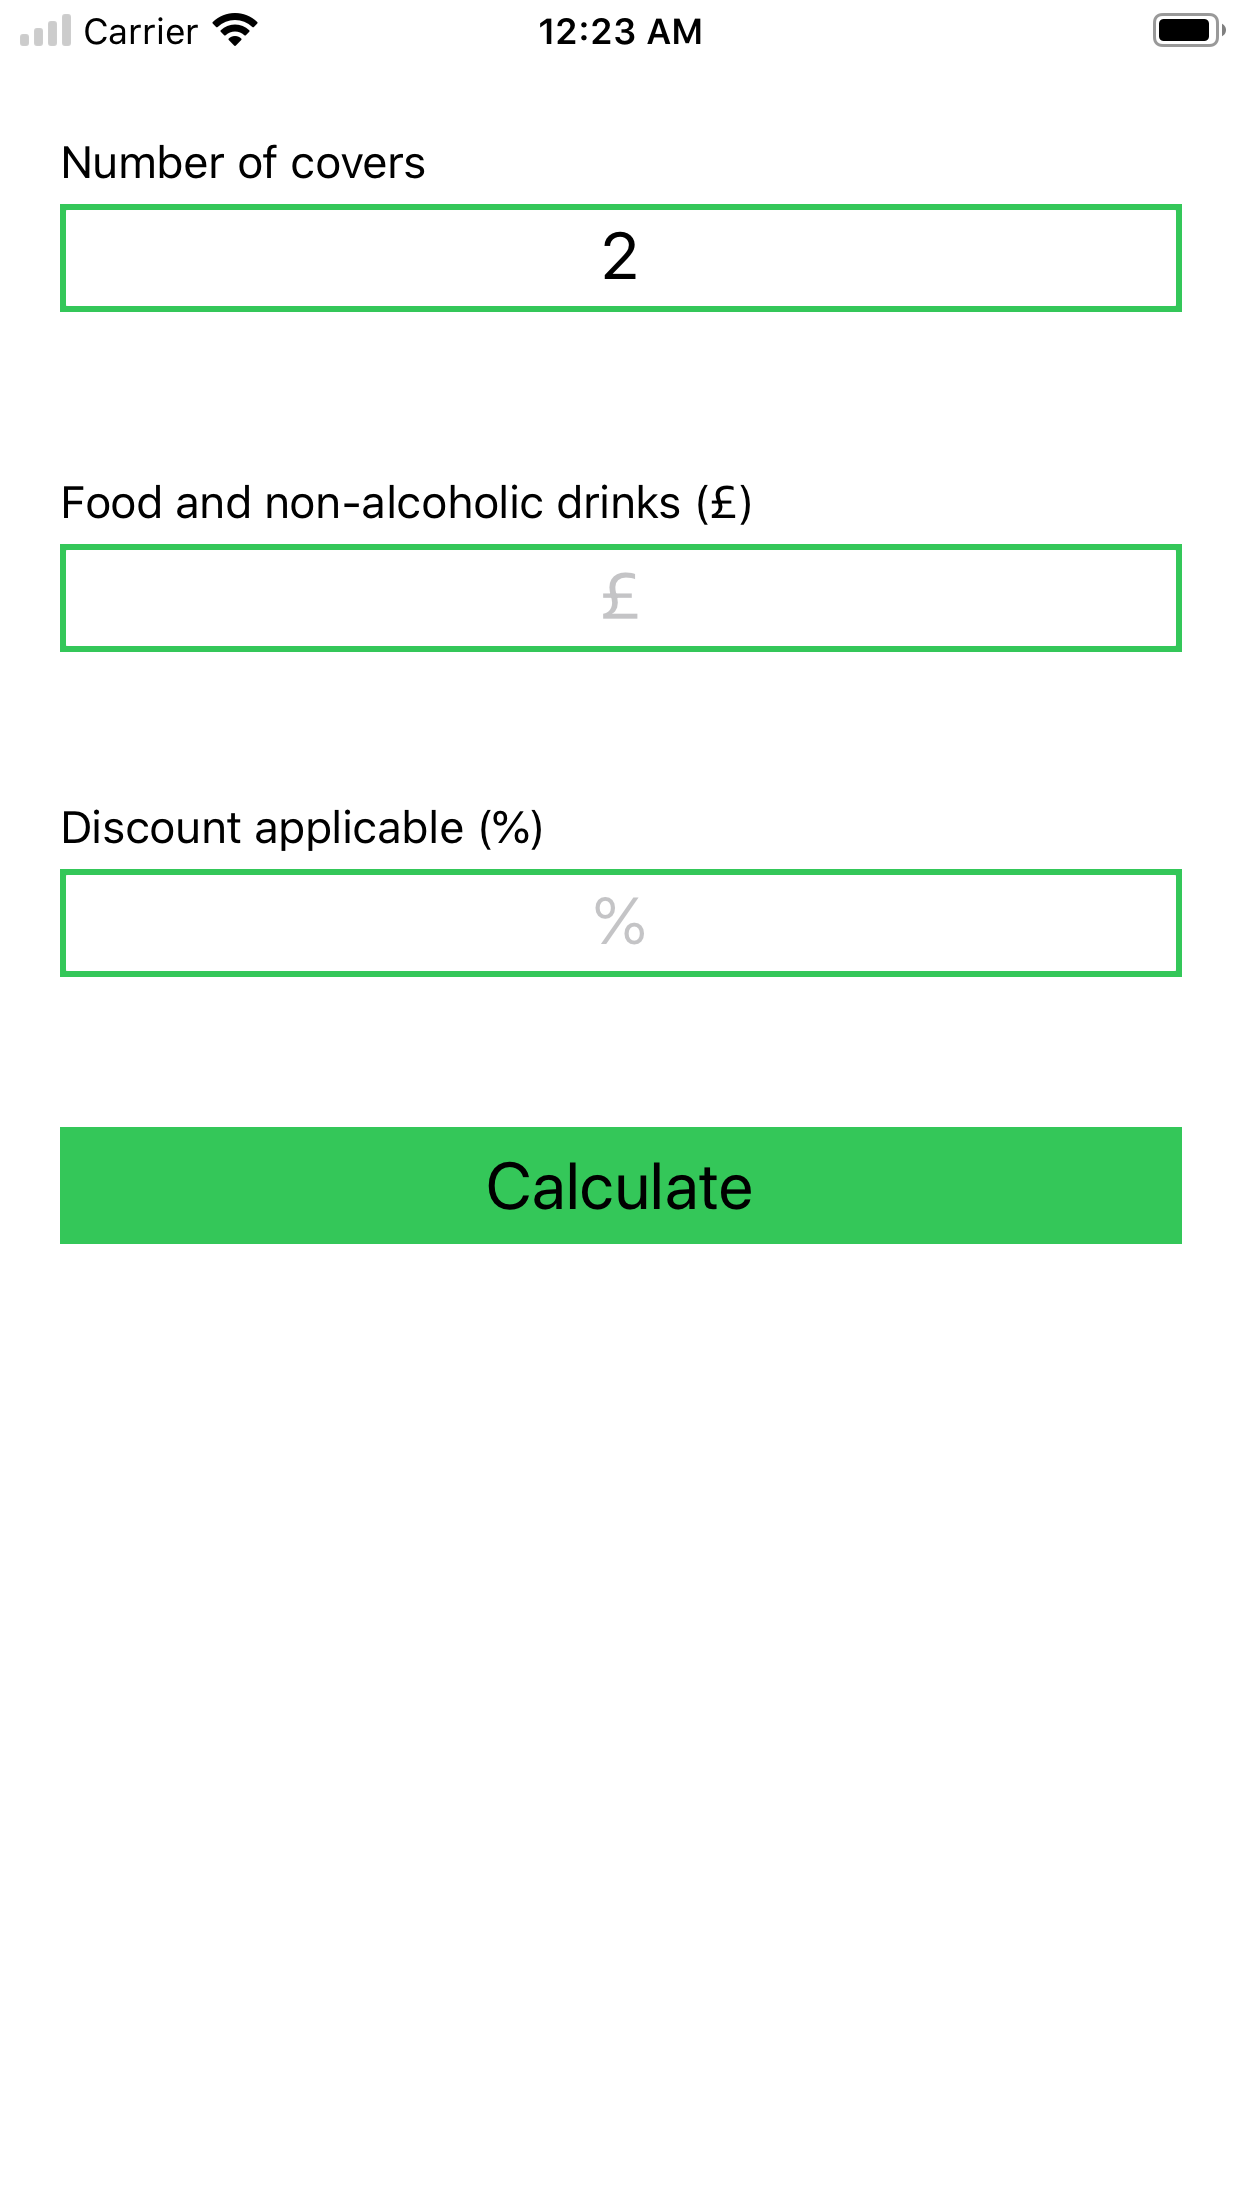 Carrier 12:23 AM
Number of covers
2
Food and non-alcoholic drinks (£)
£
Discount applicable (%)
%
Calculate